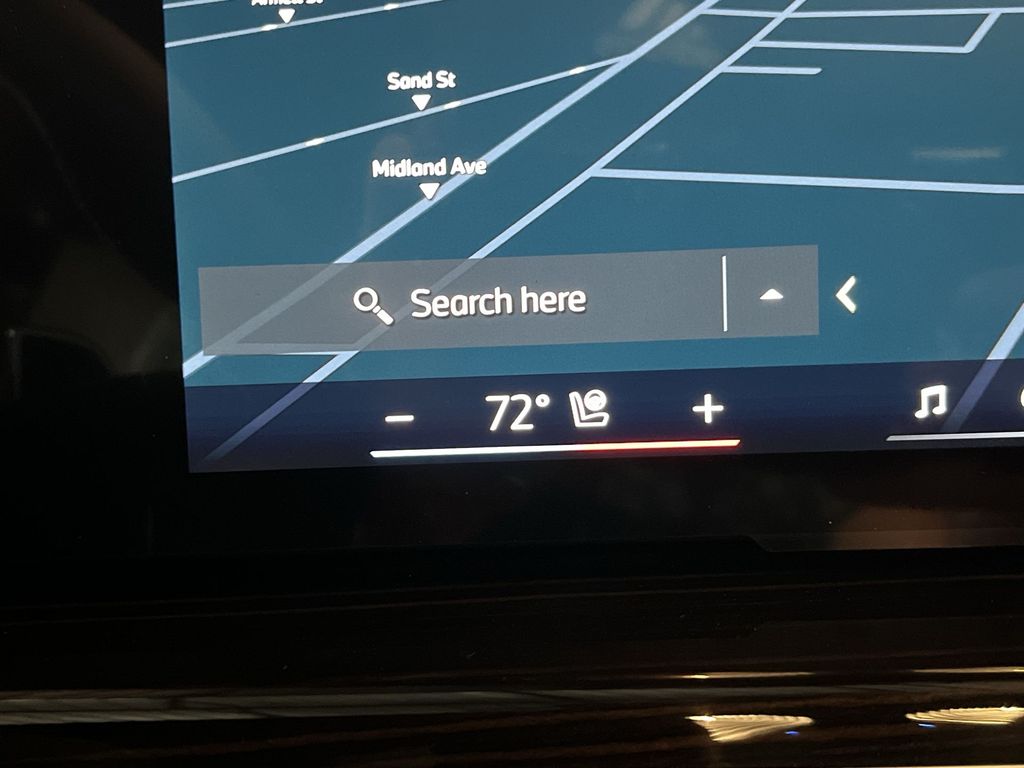 Sand St
Midland Ave
Search here
- 72° +